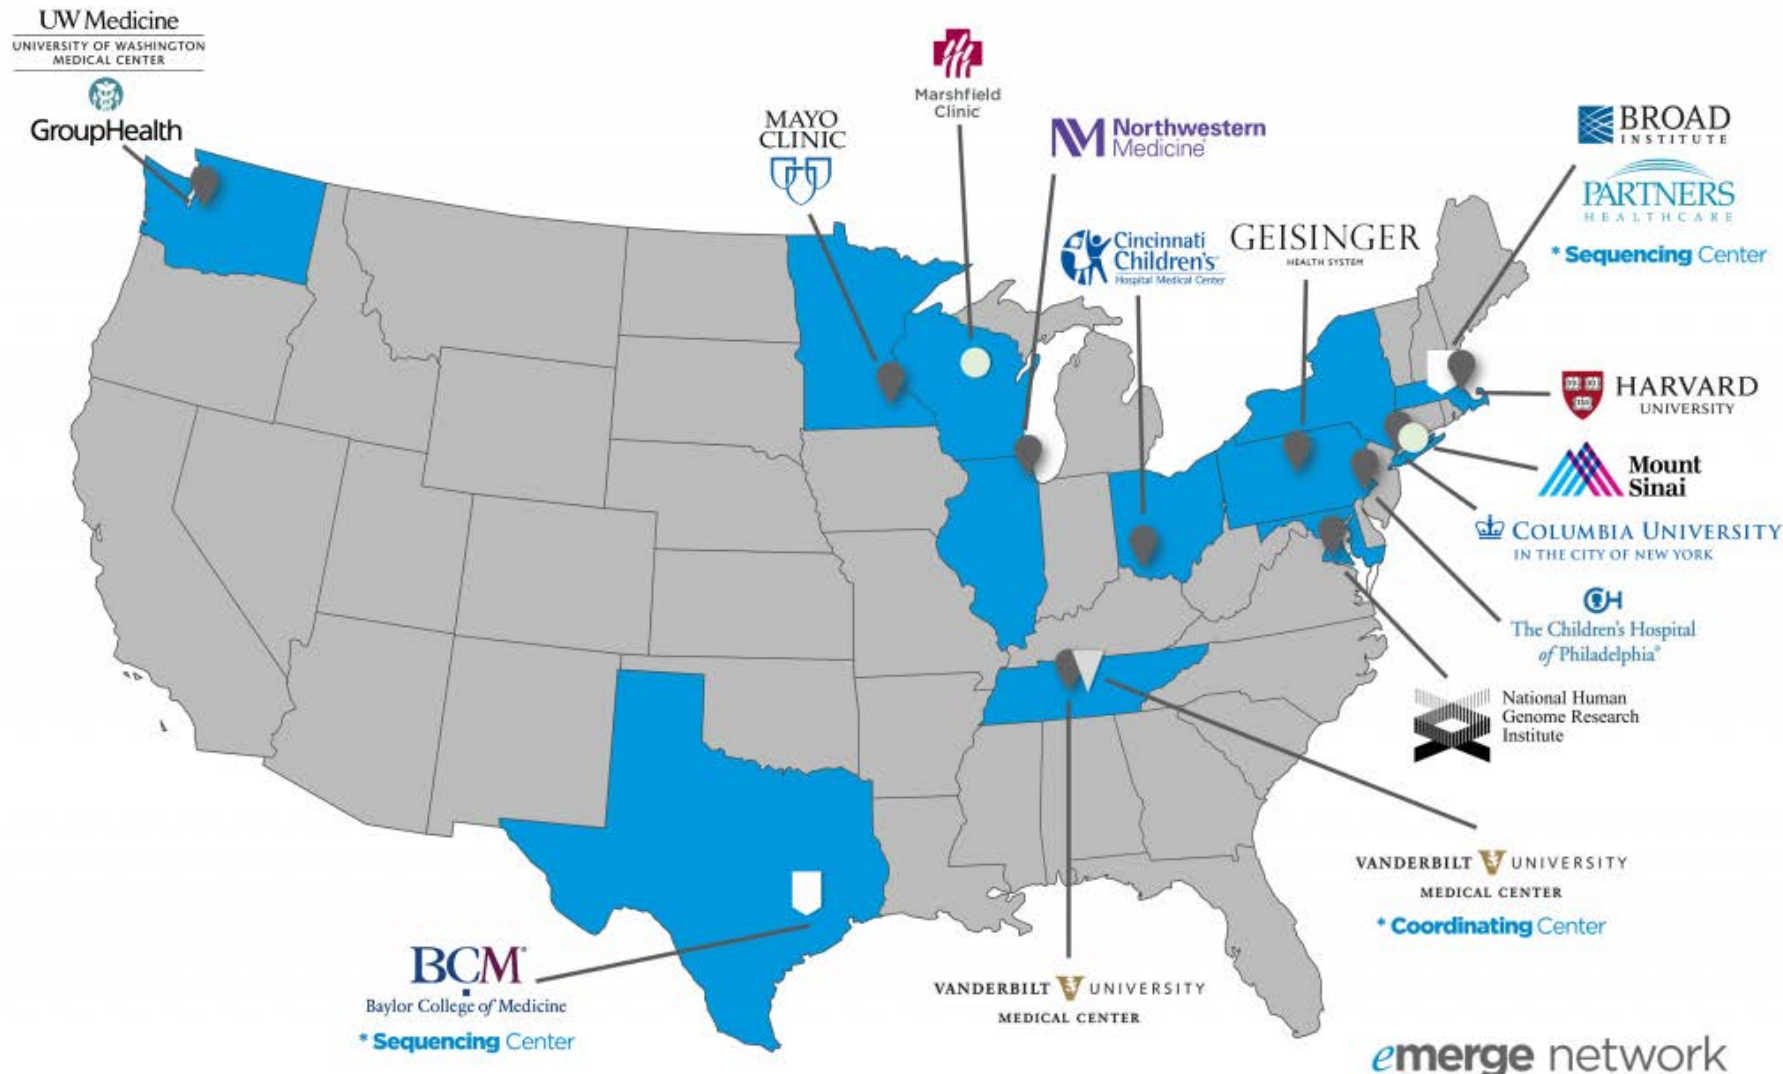 UW Medicine
UNIVERSITY OF WASHINGTON
MEDICAL CENTER
GroupHealth
MAYO
CLINIC
Marshfield
Clinic
NM Northwestern
Medicine
Cincinnati
Children's
Hospital Medical Center
GEISINGER
HEALTH SYSTEM
BROAD
INSTITUTE
PARTNERS
HEALTHCARE
* Sequencing Center
HARVARD
UNIVERSITY
Mount
Sinai
COLUMBIA UNIVERSITY
IN THE CITY OF NEW YORK
The Children's Hospital
of Philadelphia®
National Human
Genome Research
Institute
VANDERBILT V UNIVERSITY
MEDICAL CENTER
* Coordinating Center
VANDERBILT V UNIVERSITY
MEDICAL CENTER
BCM®
Baylor College of Medicine
* Sequencing Center
emerge network